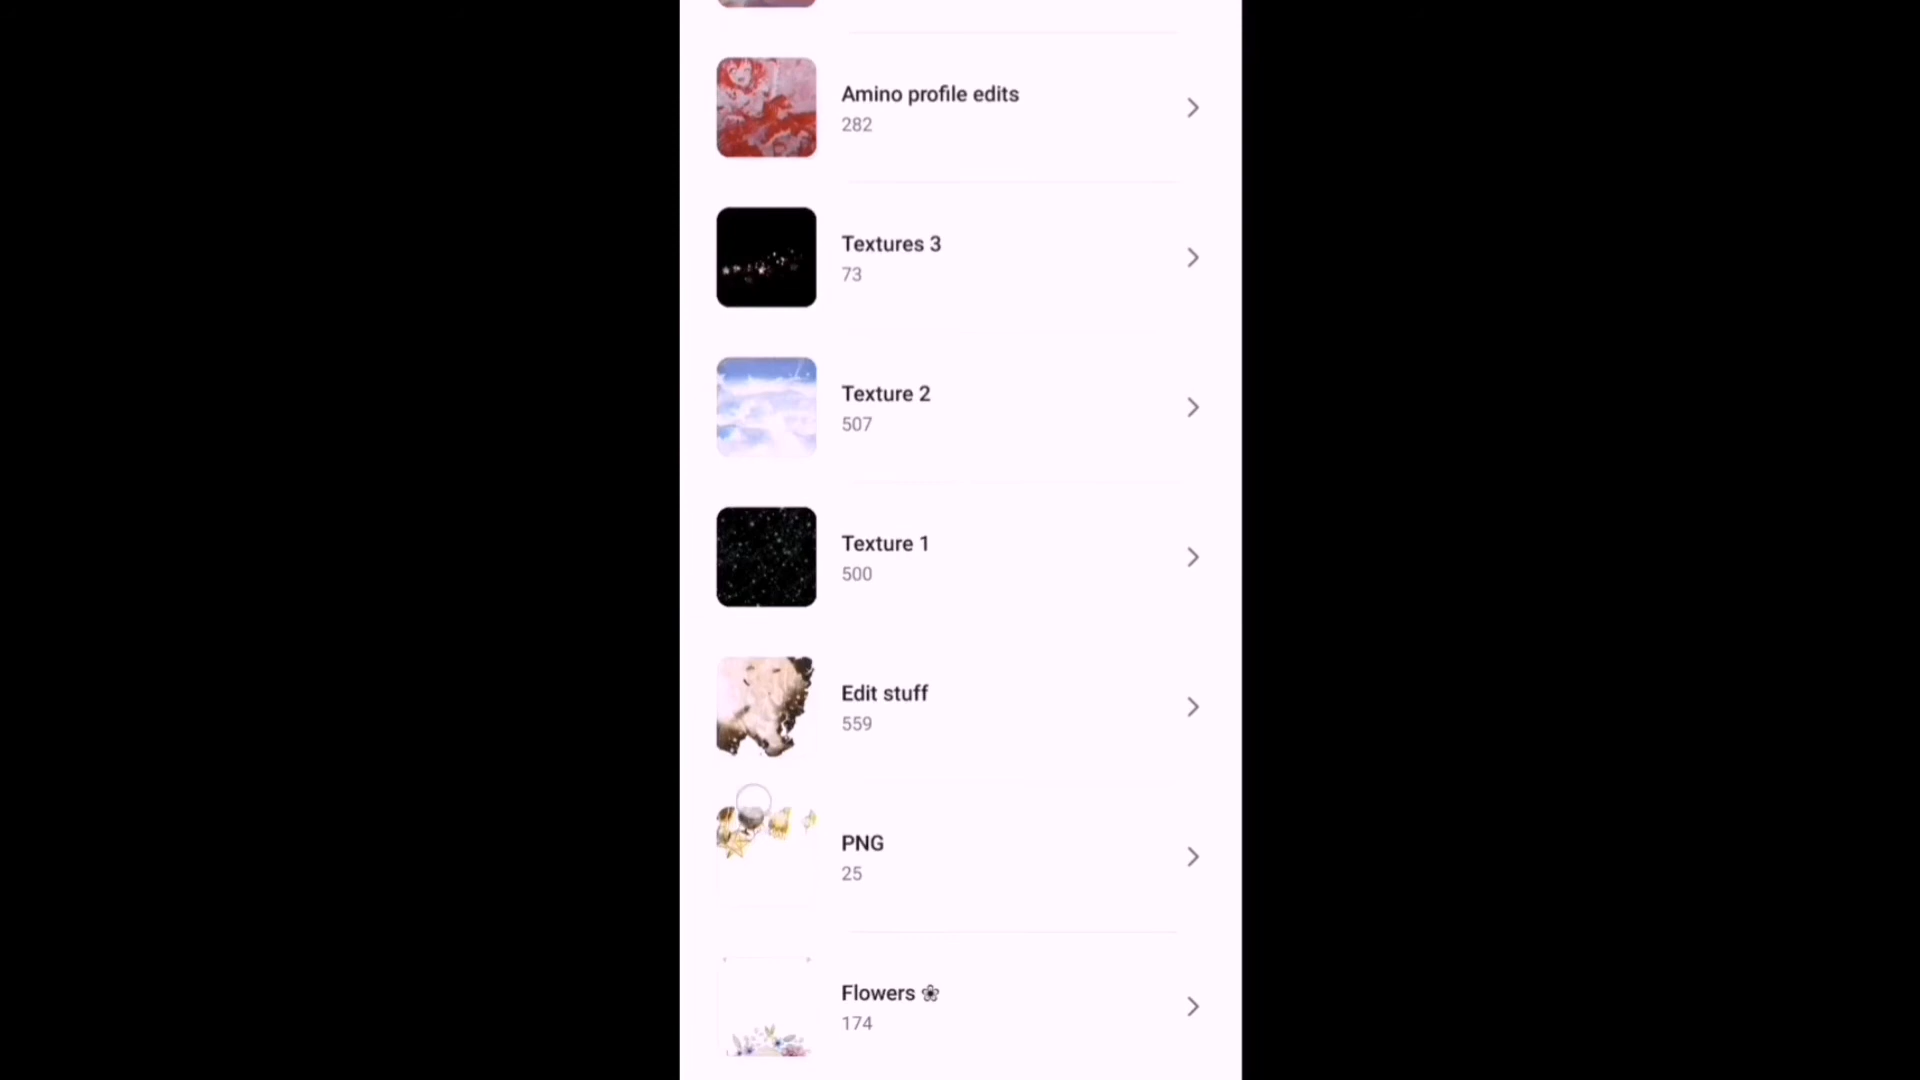 Amino profile edits
282
Textures 3
73
Texture 2
507
Texture 1
500
Edit stuff
559
PNG
25
Flowers ❀
174